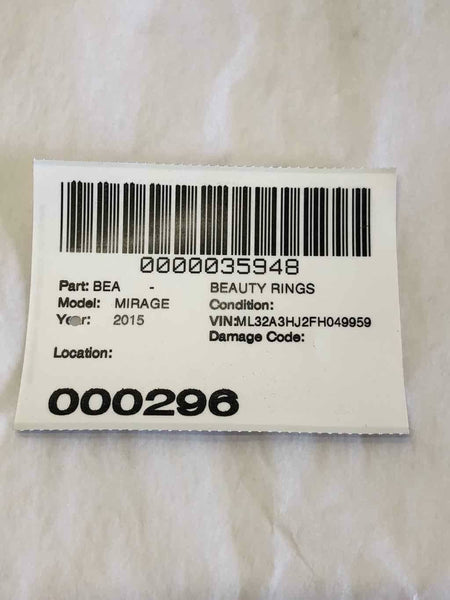 0000035948
Part: BEA - BEAUTY RINGS
Model: MIRAGE Condition:
Year: 2015 VIN:ML32A3HJ2FH049959
Damage Code:
Location:
000296